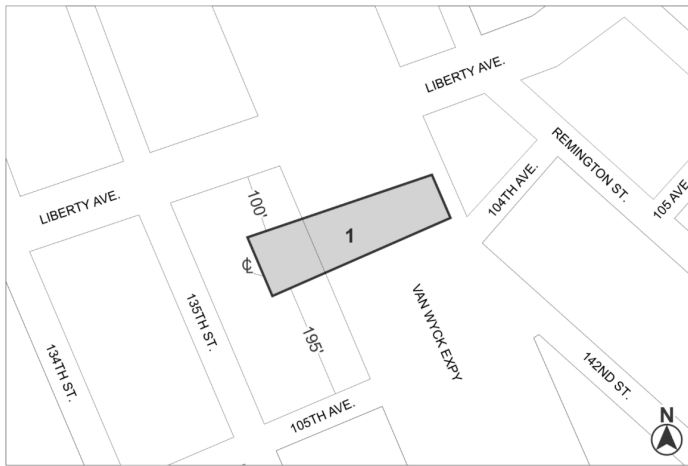 LIBERTY AVE.
REMINGTON ST.
104TH AVE.
105 AVE
LIBERTY AVE.
100'
1
℄
135TH ST.
195'
VAN WYCK EXPY
134TH ST.
142ND ST.
105TH AVE.
N